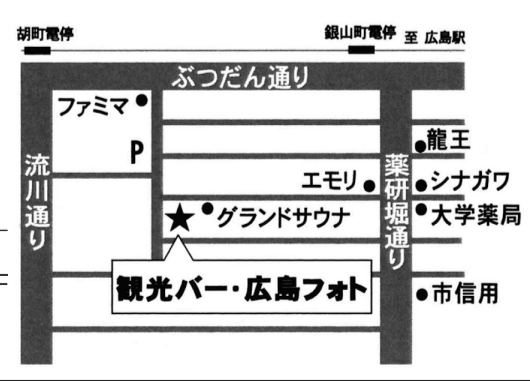 胡町電停
銀山町電停
至 広島駅
ぶつだん通り
ファミマ
P
流川通り
薬研堀通り
龍王
エモリ
シナガワ
グランドサウナ
大学薬局
観光バー・広島フォト
市信用